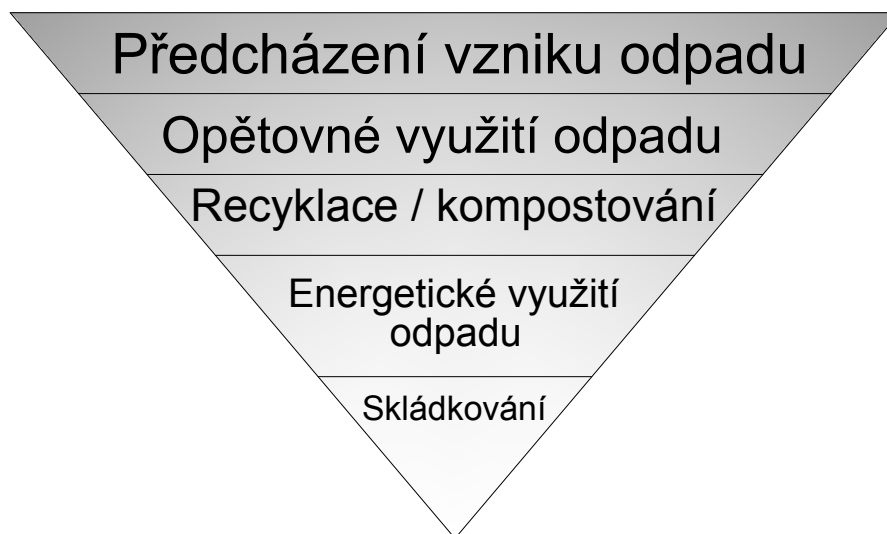 Předcházení vzniku odpadu
Opětovné využití odpadu
Recyklace / kompostování
Energetické využití
odpadu
Skládkování